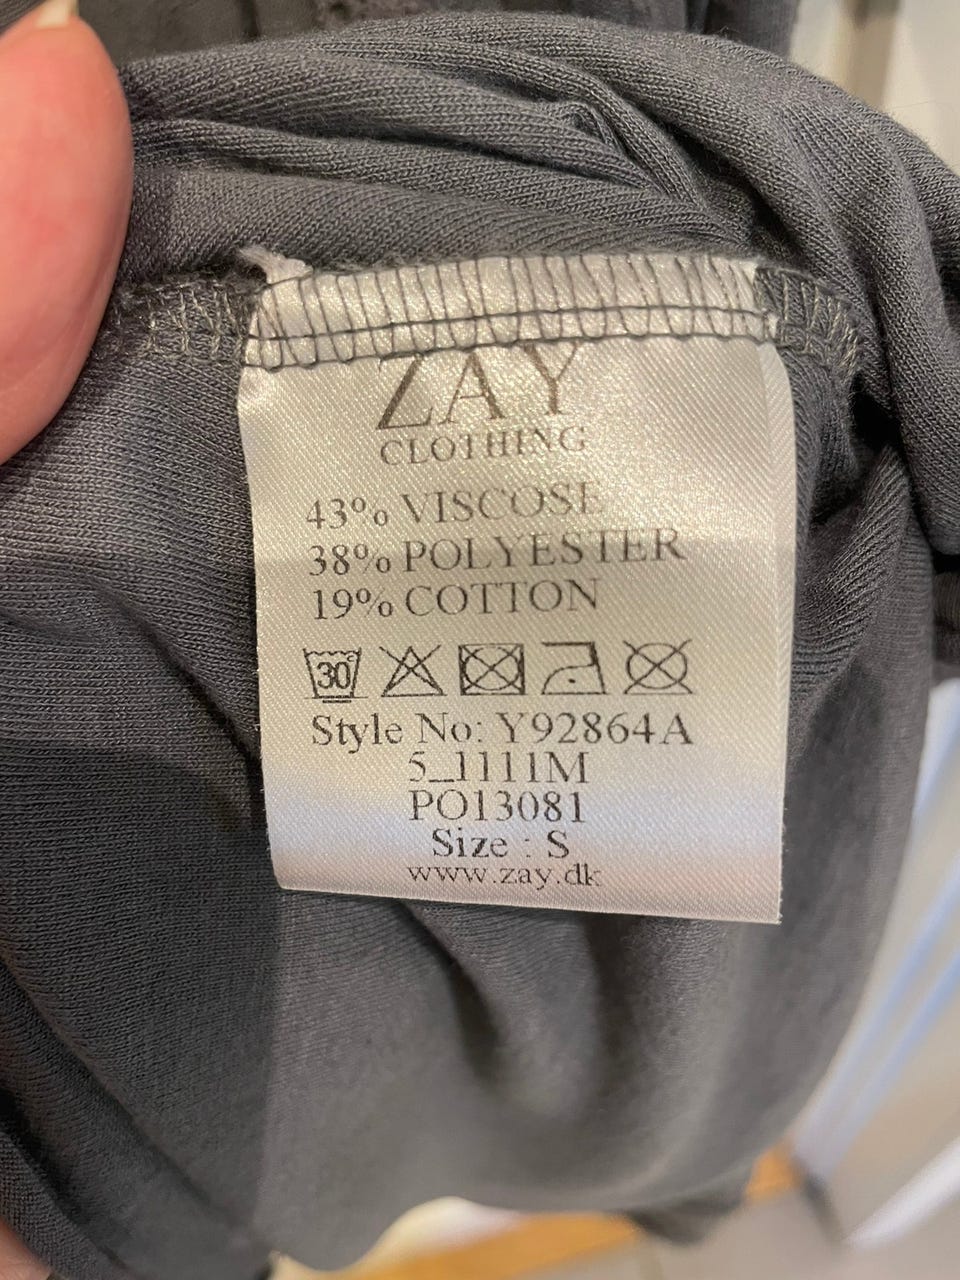 ZAY
CLOTHING
43% VISCOSE
38% POLYESTER
19% COTTON
30
Style No: Y92864A
5_1111M
PO13081
Size : S
www.zay.dk